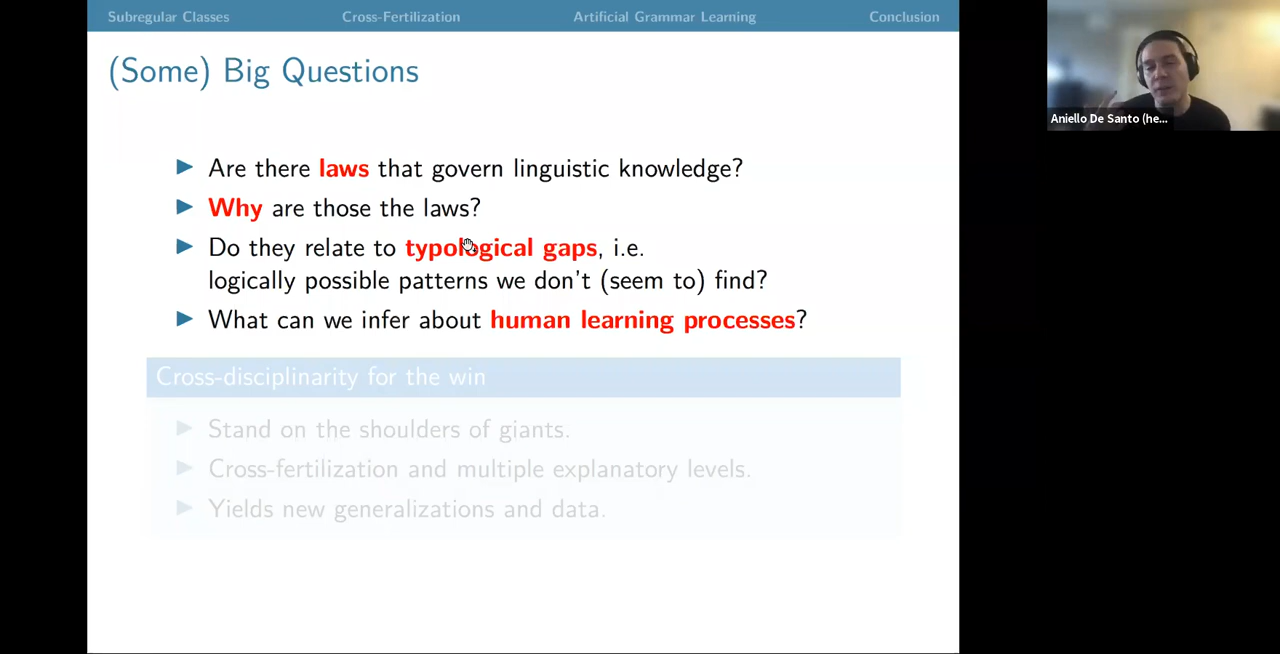 Subregular Classes Cross-Fertilization Artificial Grammar Learning Conclusion
(Some) Big Questions
Are there laws that govern linguistic knowledge?
Why are those the laws?
Do they relate to typological gaps, i.e.
logically possible patterns we don't (seem to) find?
What can we infer about human learning processes?
Cross-disciplinarity for the win
Stand on the shoulders of giants.
Cross-fertilization and multiple explanatory levels.
Yields new generalizations and data.
Aniello De Santo (he...